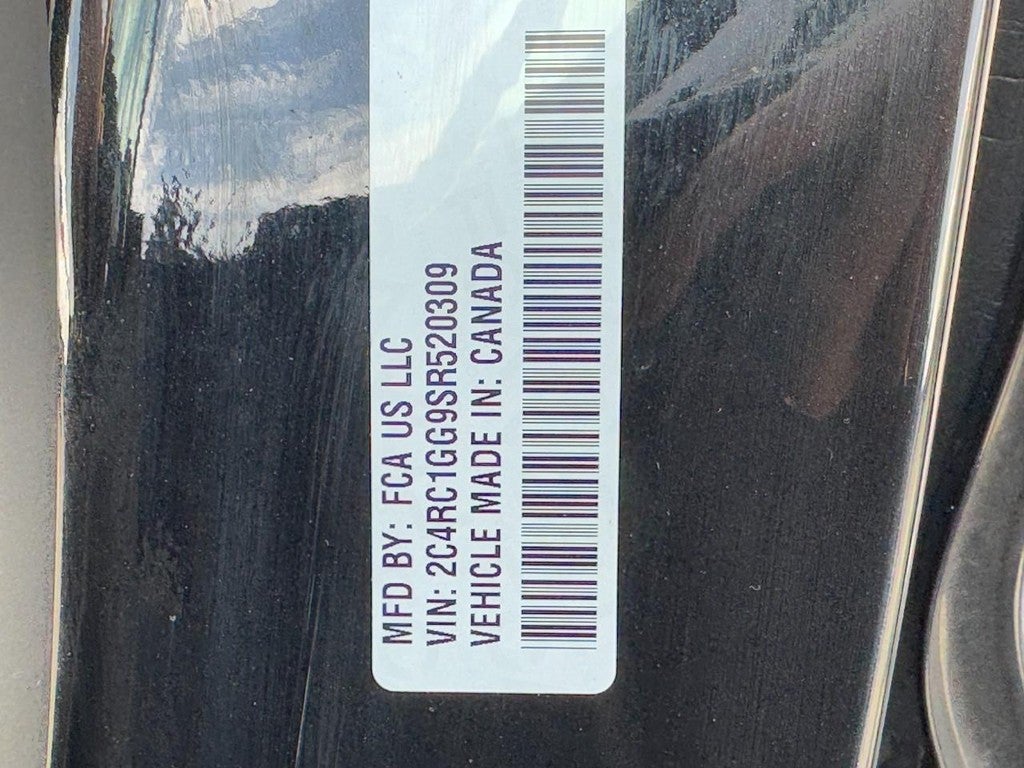 MFD BY: FCA US LLC
VIN: 2C4RC1GG9SR520309
VEHICLE MADE IN: CANADA